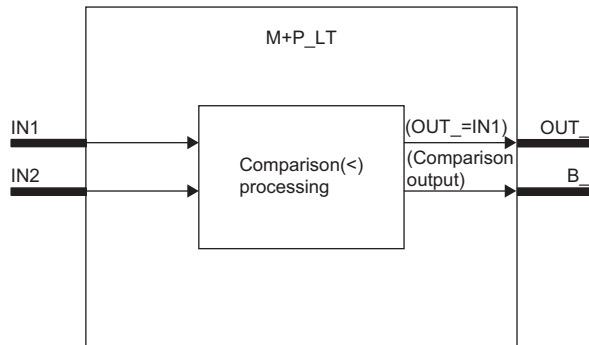 M+P_LT
IN1
(OUT_=IN1)
OUT_
(Comparison
output)
Comparison(<)
processing
IN2
B_